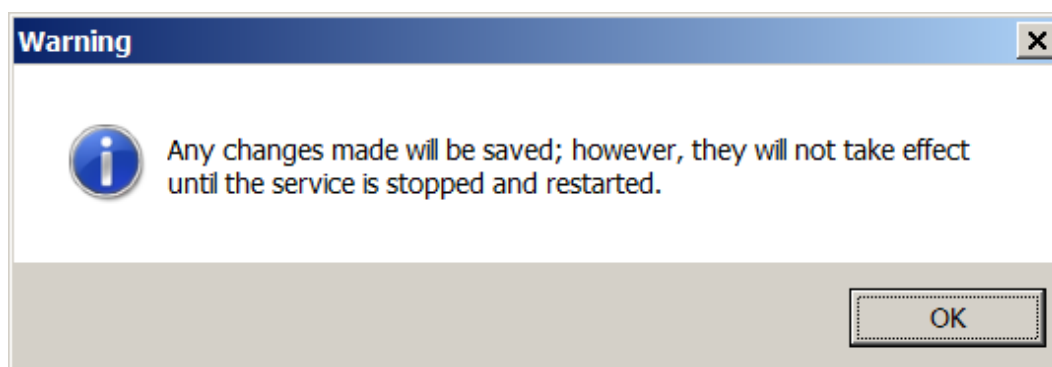 Warning
Any changes made will be saved; however, they will not take effect
until the service is stopped and restarted.
OK